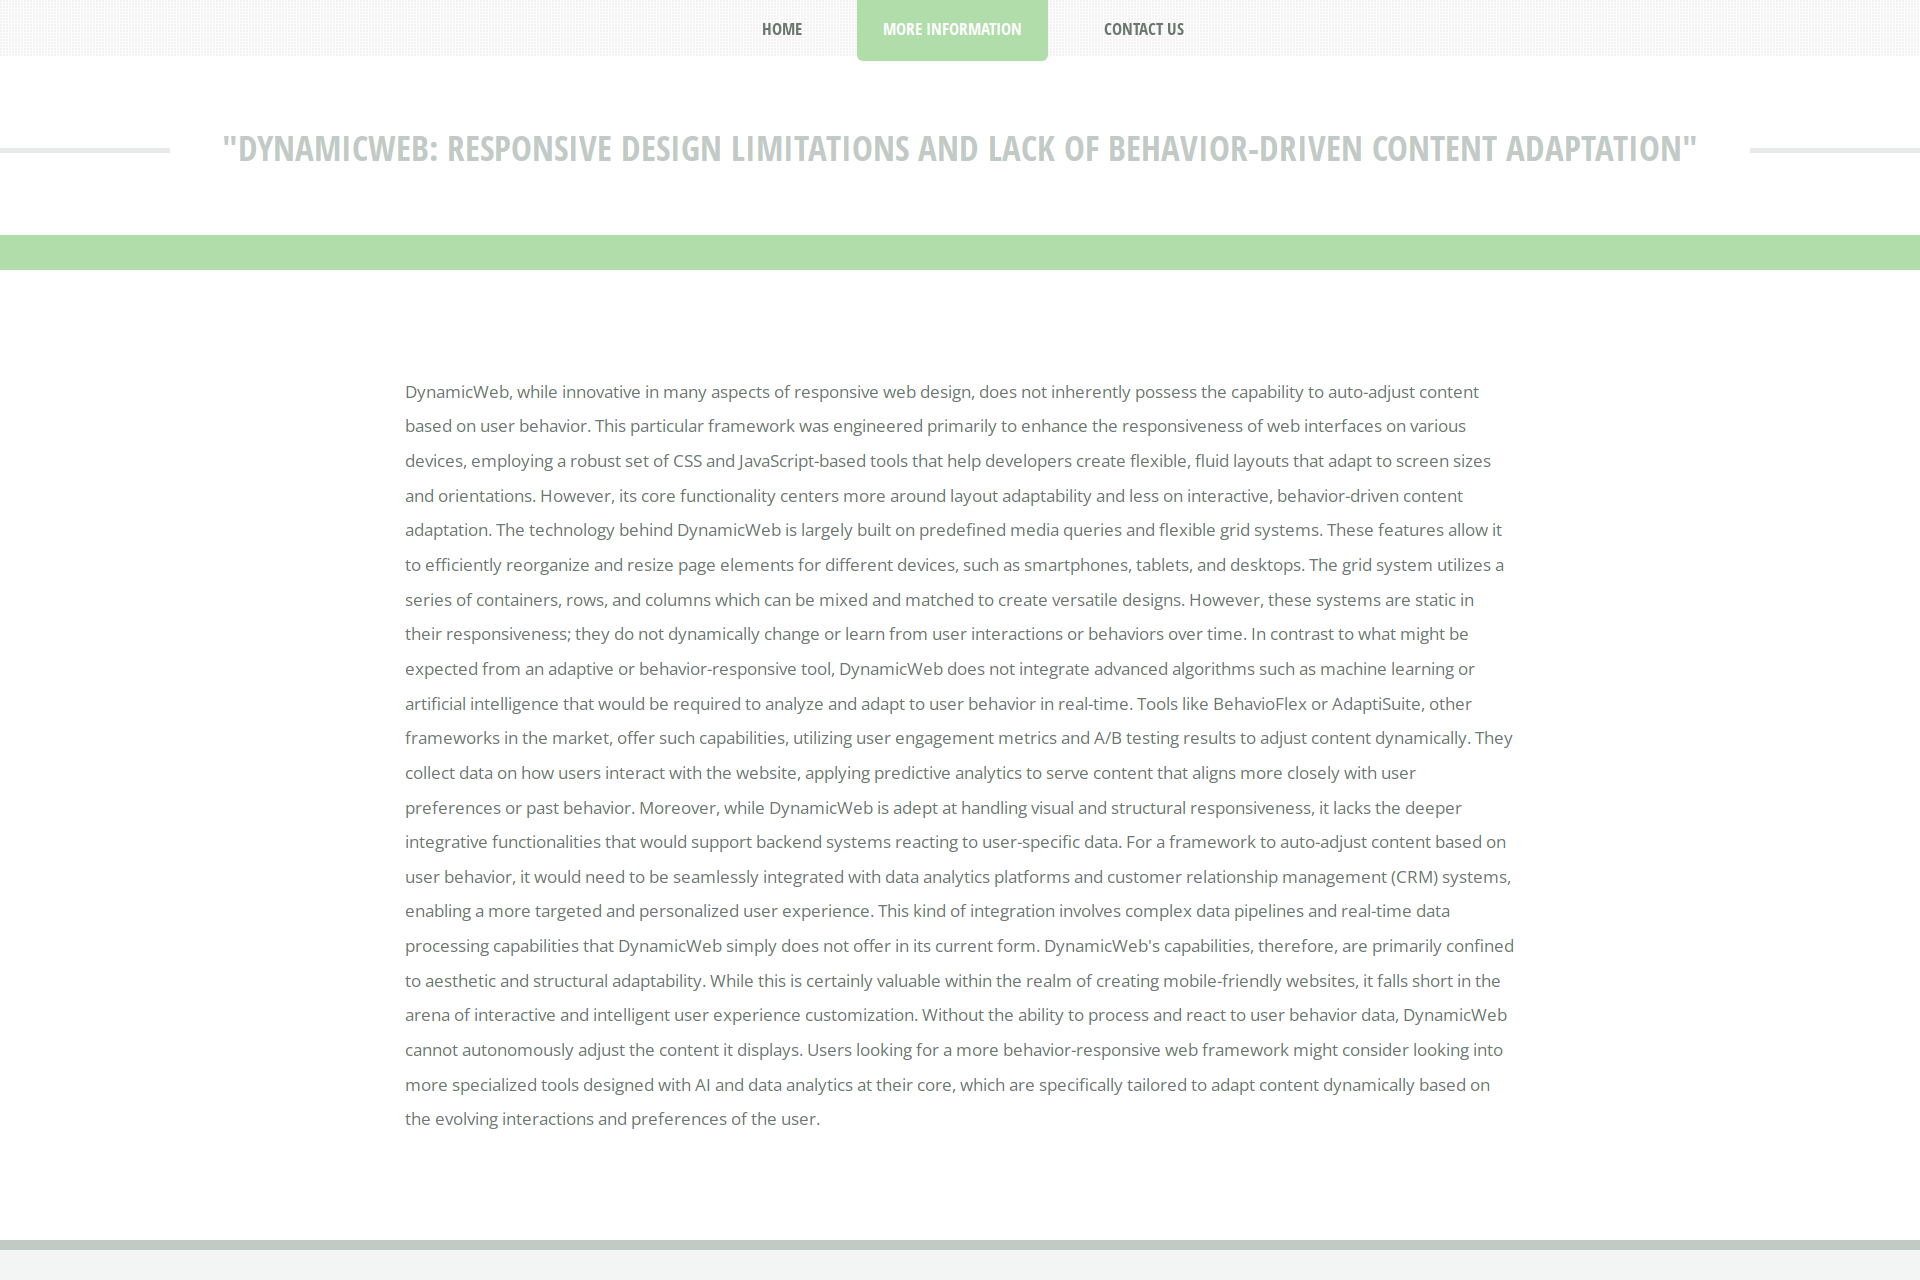 HOME
MORE INFORMATION
CONTACT US
"DYNAMICWEB: RESPONSIVE DESIGN LIMITATIONS AND LACK OF BEHAVIOR-DRIVEN CONTENT ADAPTATION"
DynamicWeb, while innovative in many aspects of responsive web design, does not inherently possess the capability to auto-adjust content
based on user behavior. This particular framework was engineered primarily to enhance the responsiveness of web interfaces on various
devices, employing a robust set of CSS and JavaScript-based tools that help developers create flexible, fluid layouts that adapt to screen sizes
and orientations. However, its core functionality centers more around layout adaptability and less on interactive, behavior-driven content
adaptation. The technology behind DynamicWeb is largely built on predefined media queries and flexible grid systems. These features allow it
to efficiently reorganize and resize page elements for different devices, such as smartphones, tablets, and desktops. The grid system utilizes a
series of containers, rows, and columns which can be mixed and matched to create versatile designs. However, these systems are static in
their responsiveness; they do not dynamically change or learn from user interactions or behaviors over time. In contrast to what might be
expected from an adaptive or behavior-responsive tool, DynamicWeb does not integrate advanced algorithms such as machine learning or
artificial intelligence that would be required to analyze and adapt to user behavior in real-time. Tools like BehavioFlex or AdaptiSuite, other
frameworks in the market, offer such capabilities, utilizing user engagement metrics and A/B testing results to adjust content dynamically. They
collect data on how users interact with the website, applying predictive analytics to serve content that aligns more closely with user
preferences or past behavior. Moreover, while DynamicWeb is adept at handling visual and structural responsiveness, it lacks the deeper
integrative functionalities that would support backend systems reacting to user-specific data. For a framework to auto-adjust content based on
user behavior, it would need to be seamlessly integrated with data analytics platforms and customer relationship management (CRM) systems,
enabling a more targeted and personalized user experience. This kind of integration involves complex data pipelines and real-time data
processing capabilities that DynamicWeb simply does not offer in its current form. DynamicWeb's capabilities, therefore, are primarily confined
to aesthetic and structural adaptability. While this is certainly valuable within the realm of creating mobile-friendly websites, it falls short in the
arena of interactive and intelligent user experience customization. Without the ability to process and react to user behavior data, DynamicWeb
cannot autonomously adjust the content it displays. Users looking for a more behavior-responsive web framework might consider looking into
more specialized tools designed with AI and data analytics at their core, which are specifically tailored to adapt content dynamically based on
the evolving interactions and preferences of the user.